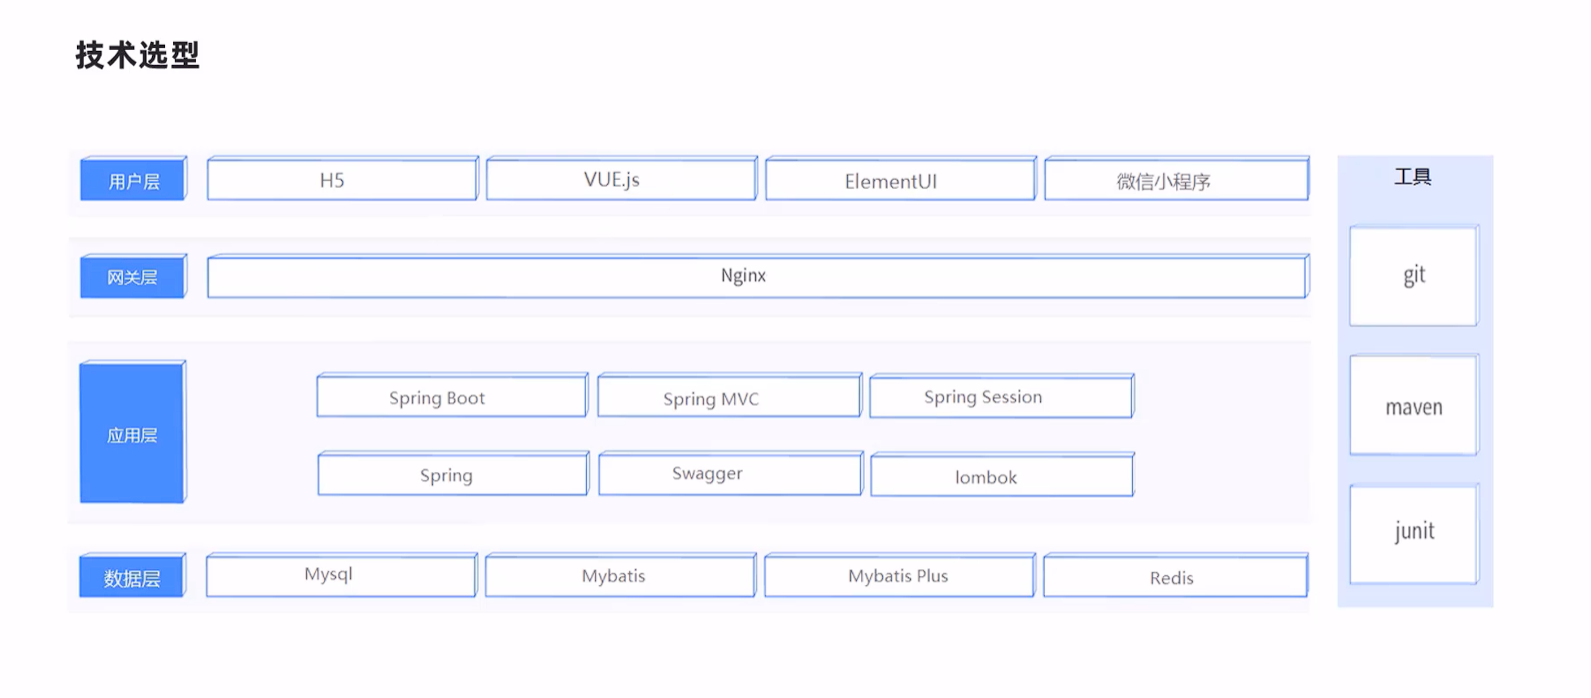 技术选型
用户层
H5
VUE.js
ElementUI
微信小程序
网关层
Nginx
应用层
Spring Boot
Spring MVC
Spring Session
Spring
Swagger
lombok
数据层
Mysql
Mybatis
Mybatis Plus
Redis
工具
git
maven
junit